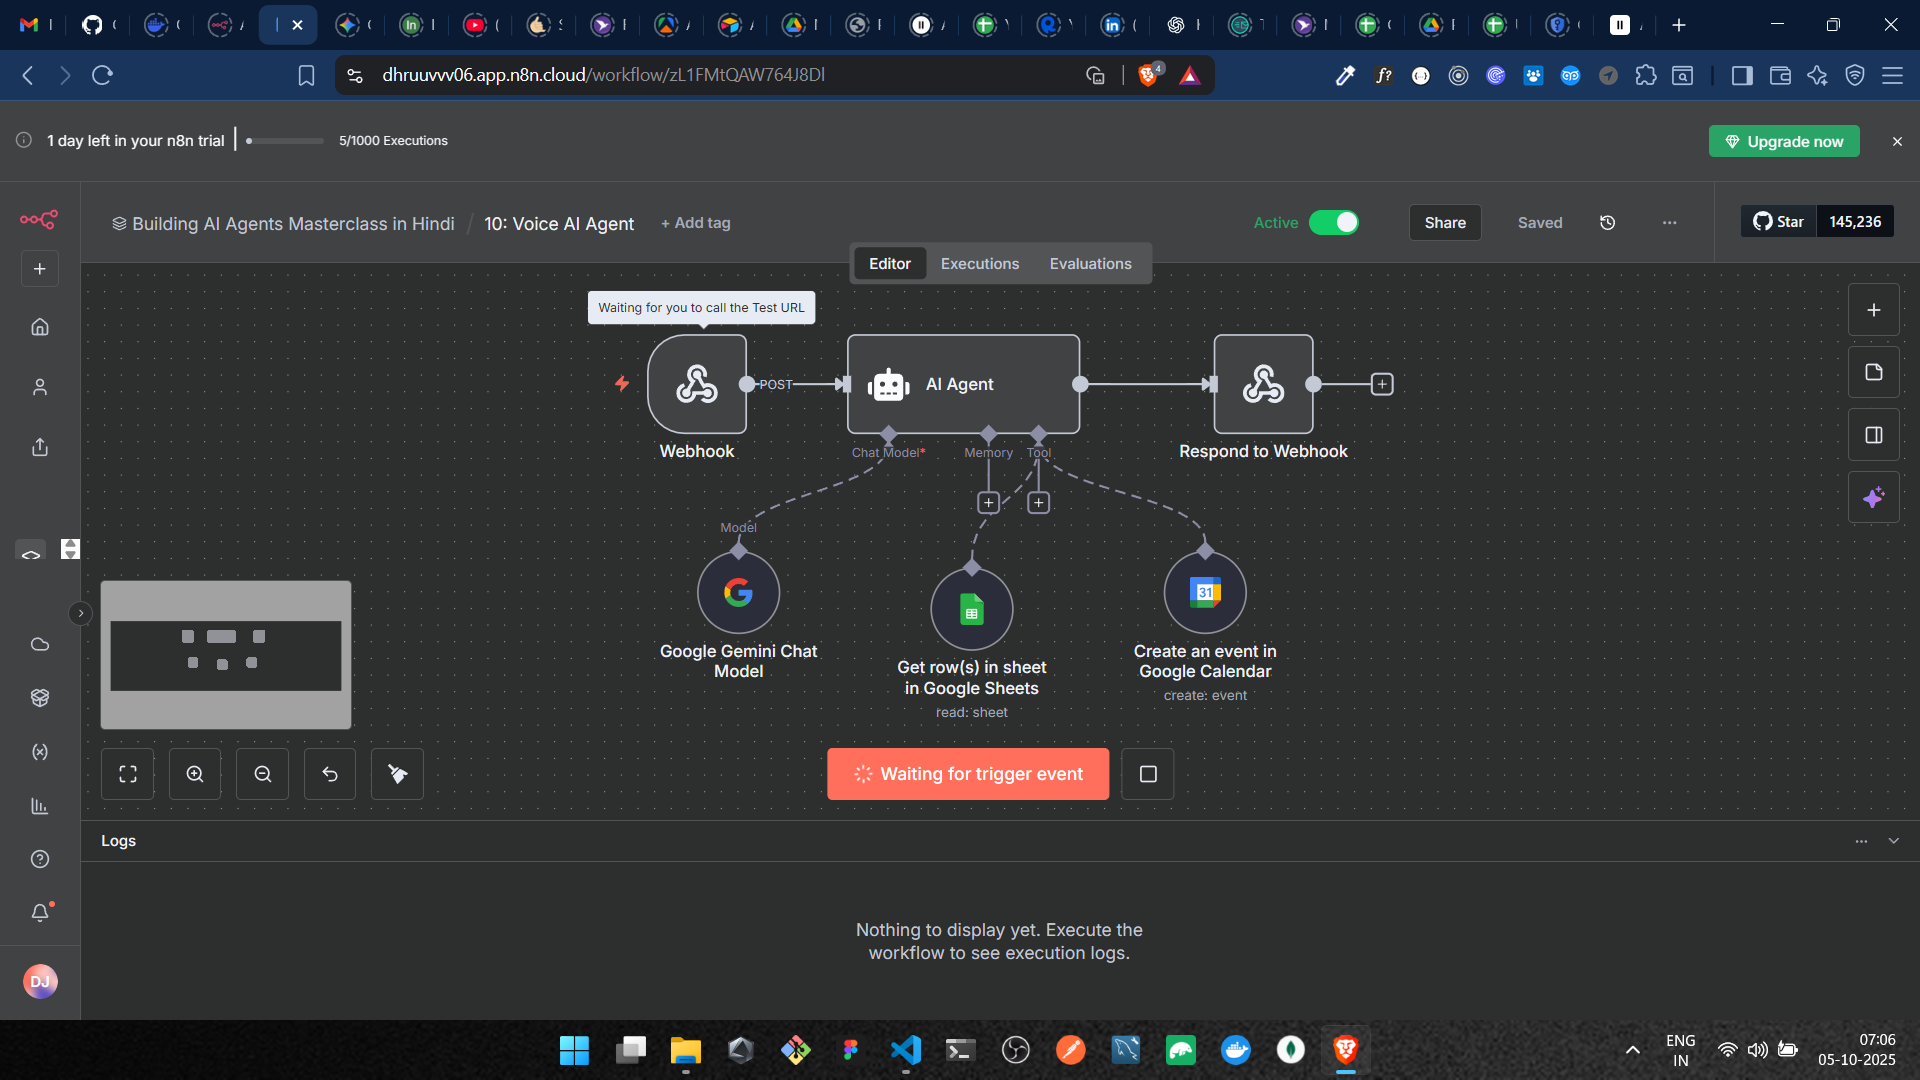 dhruuvvv06.app.n8n.cloud/workflow/zL1FMtQAW764J8Dl
4
1 day left in your n8n trial
5/1000 Executions
Upgrade now
Building AI Agents Masterclass in Hindi / 10: Voice AI Agent
+ Add tag
Active
Share
Saved
Star
145,236
Editor
Executions
Evaluations
Waiting for you to call the Test URL
POST
AI Agent
Webhook
Chat Model*
Memory
Tool
Respond to Webhook
Model
31
Google Gemini Chat
Model
Get row(s) in sheet
in Google Sheets
read: sheet
Create an event in
Google Calendar
create: event
Waiting for trigger event
Logs
Nothing to display yet. Execute the
workflow to see execution logs.
DJ
ENG
IN
07:06
05-10-2025